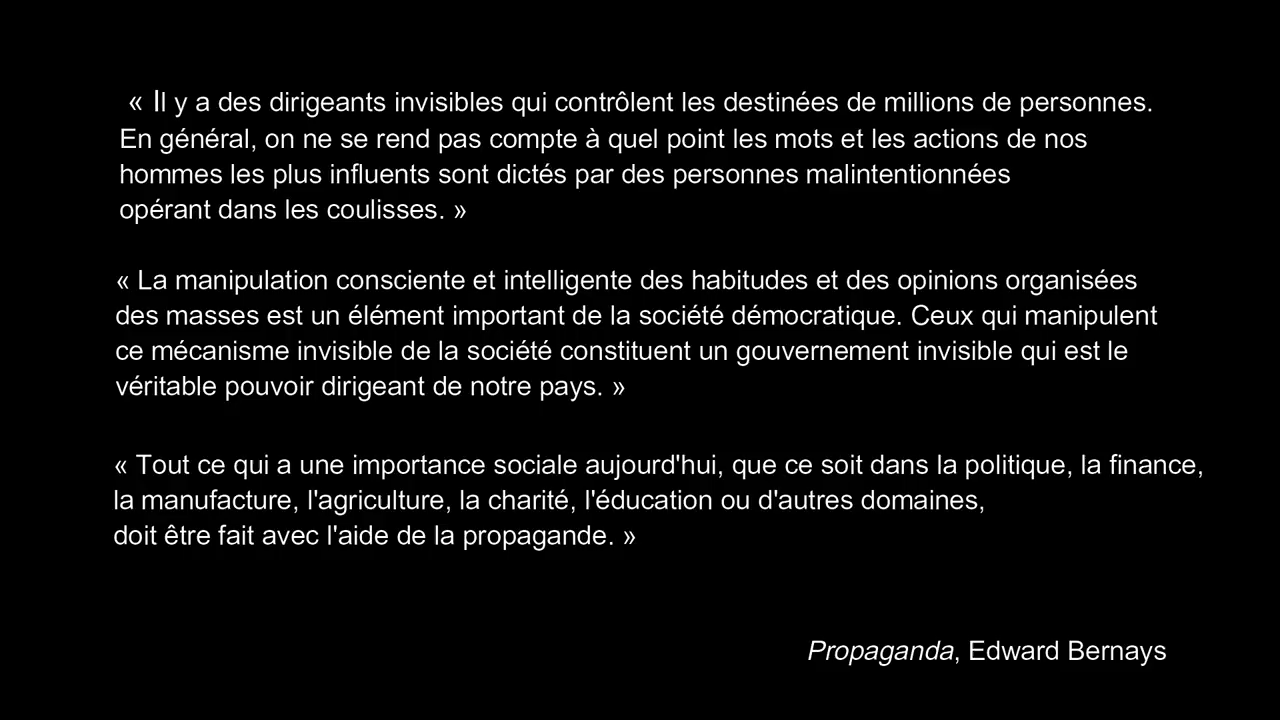 « Il y a des dirigeants invisibles qui contrôlent les destinées de millions de personnes.
En général, on ne se rend pas compte à quel point les mots et les actions de nos
hommes les plus influents sont dictés par des personnes malintentionnées
opérant dans les coulisses. »
« La manipulation consciente et intelligente des habitudes et des opinions organisées
des masses est un élément important de la société démocratique. Ceux qui manipulent
ce mécanisme invisible de la société constituent un gouvernement invisible qui est le
véritable pouvoir dirigeant de notre pays. »
« Tout ce qui a une importance sociale aujourd'hui, que ce soit dans la politique, la finance,
la manufacture, l'agriculture, la charité, l'éducation ou d'autres domaines,
doit être fait avec l'aide de la propagande. »
Propaganda, Edward Bernays